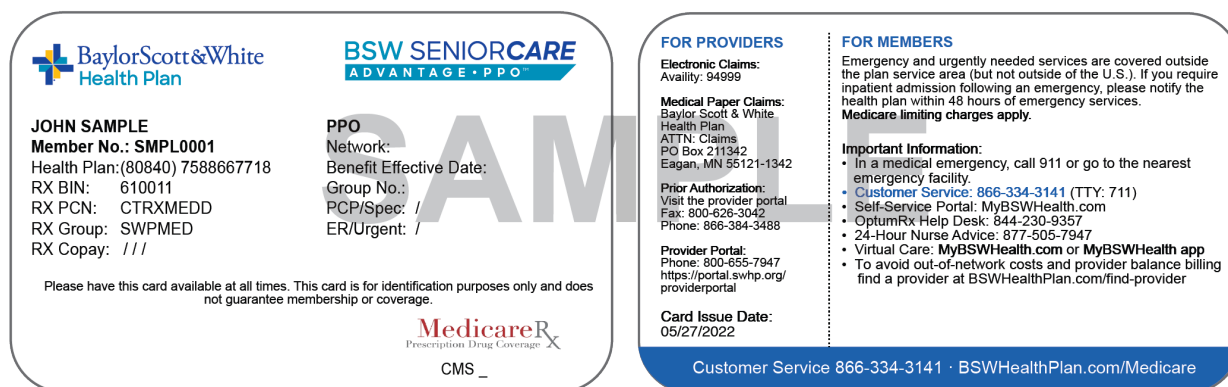 BaylorScott&White
Health Plan
BSW SENIORCARE
ADVANTAGE • PPO™
JOHN SAMPLE
Member No.: SMPL0001
Health Plan:(80840) 7588667718
RX BIN: 610011
RX PCN: CTRXMEDD
RX Group: SWPMED
RX Copay: / / /
PPO
Network:
Benefit Effective Date:
Group No.:
PCP/Spec: /
ER/Urgent: /
Please have this card available at all times. This card is for identification purposes only and does
not guarantee membership or coverage.
MedicareRx
Prescription Drug Coverage
CMS _
SAMPLE
FOR PROVIDERS
Electronic Claims:
Availity: 94999
Medical Paper Claims:
Baylor Scott & White
Health Plan
ATTN: Claims
PO Box 211342
Eagan, MN 55121-1342
Prior Authorization:
Visit the provider portal
Fax: 800-626-3042
Phone: 866-384-3488
Provider Portal:
Phone: 800-655-7947
https://portal.swhp.org/
providerportal
Card Issue Date:
05/27/2022
FOR MEMBERS
Emergency and urgently needed services are covered outside
the plan service area (but not outside of the U.S.). If you require
inpatient admission following an emergency, please notify the
health plan within 48 hours of emergency services.
Medicare limiting charges apply.
Important Information:
• In a medical emergency, call 911 or go to the nearest
emergency facility.
• Customer Service: 866-334-3141 (TTY: 711)
• Self-Service Portal: MyBSWHealth.com
• OptumRx Help Desk: 844-230-9357
• 24-Hour Nurse Advice: 877-505-7947
• Virtual Care: MyBSWHealth.com or MyBSWHealth app
• To avoid out-of-network costs and provider balance billing
find a provider at BSWHealthPlan.com/find-provider
Customer Service 866-334-3141 · BSWHealthPlan.com/Medicare